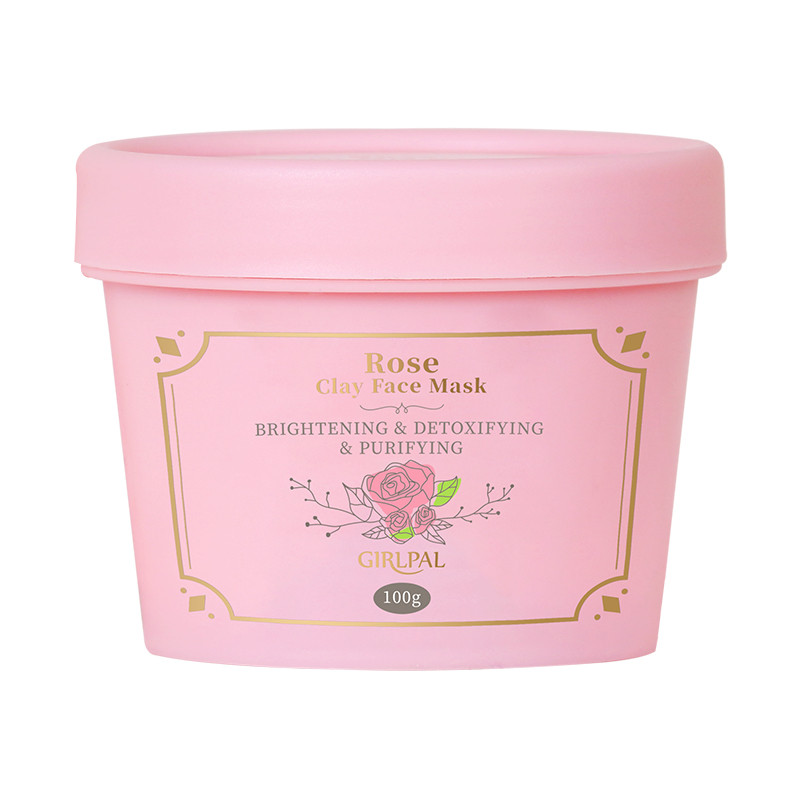 Rose
Clay Face Mask
BRIGHTENING & DETOXIFYING
& PURIFYING
GIRLPAL
100g